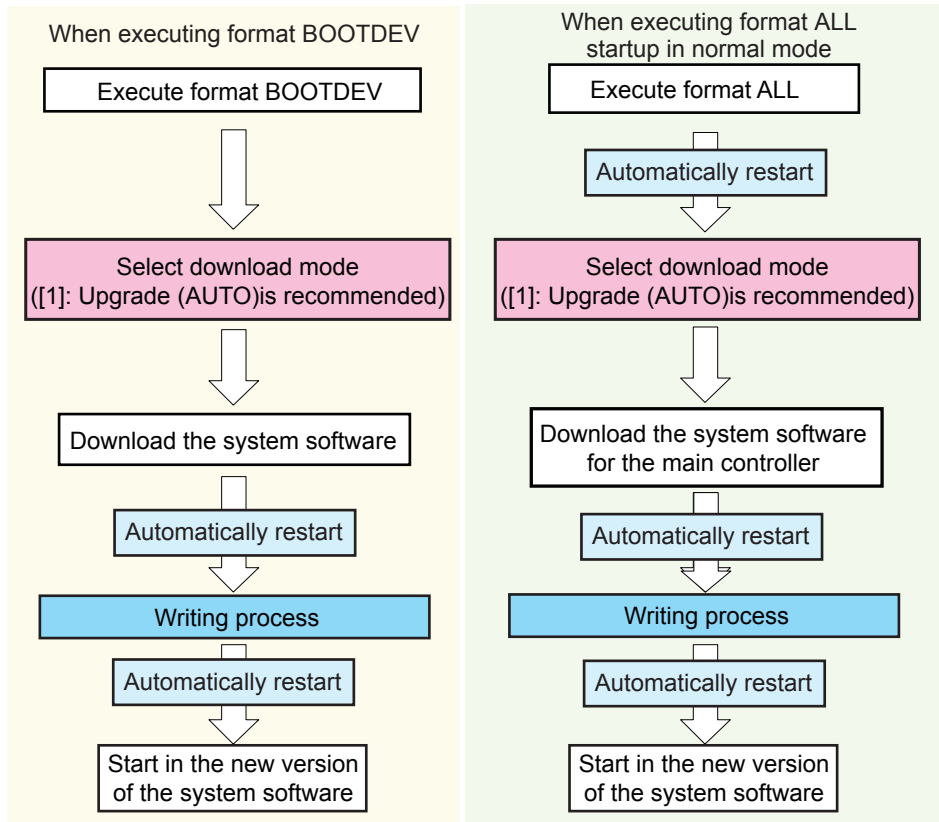 When executing format BOOTDEV
Execute format BOOTDEV
Select download mode
([1]: Upgrade (AUTO)is recommended)
Download the system software
Automatically restart
Writing process
Automatically restart
Start in the new version
of the system software
When executing format ALL
startup in normal mode
Execute format ALL
Automatically restart
Select download mode
([1]: Upgrade (AUTO)is recommended)
Download the system software
for the main controller
Automatically restart
Writing process
Automatically restart
Start in the new version
of the system software